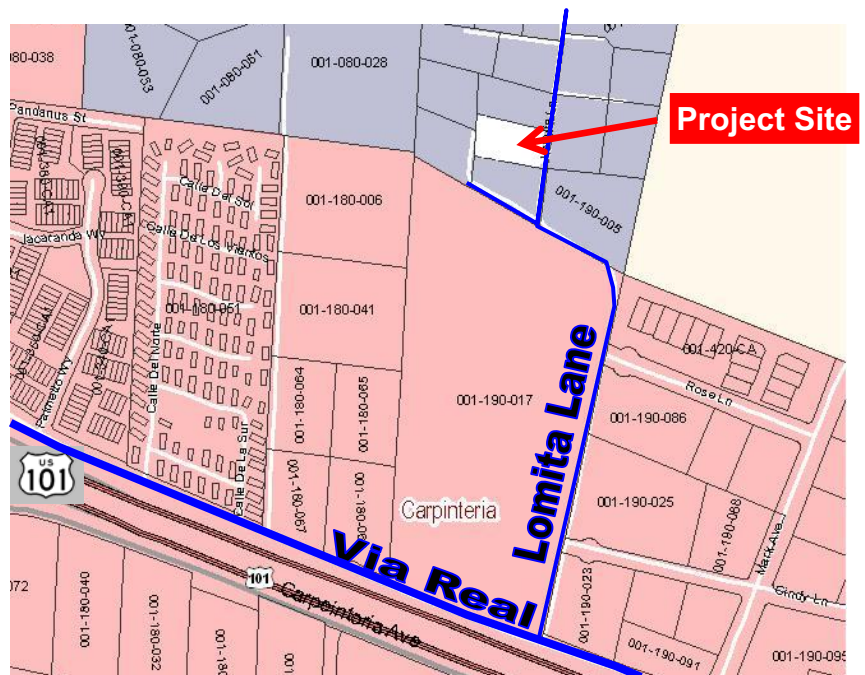 080-038
001-080-053
001-080-061
001-080-028
Project Site
Pandanus St
001-190-005
001-180-006
Calle Del Sol
Calle De Los Vientos
Jacaranda Wy
001-180-051
001-180-041
Calle Del Norte
Palmetto Wy
001-180-064
001-180-065
001-190-017
Lomita Lane
001-420-CA
Rose Ln
001-190-086
Calle De La Sur
US
101
001-180-067
Carpinteria
001-190-025
001-190-068
Mack Ave
Via Real
101
Carpinteria Ave
Cindy Ln
072
001-180-040
001-180-032
001-190-023
001-190-091
001-190-095